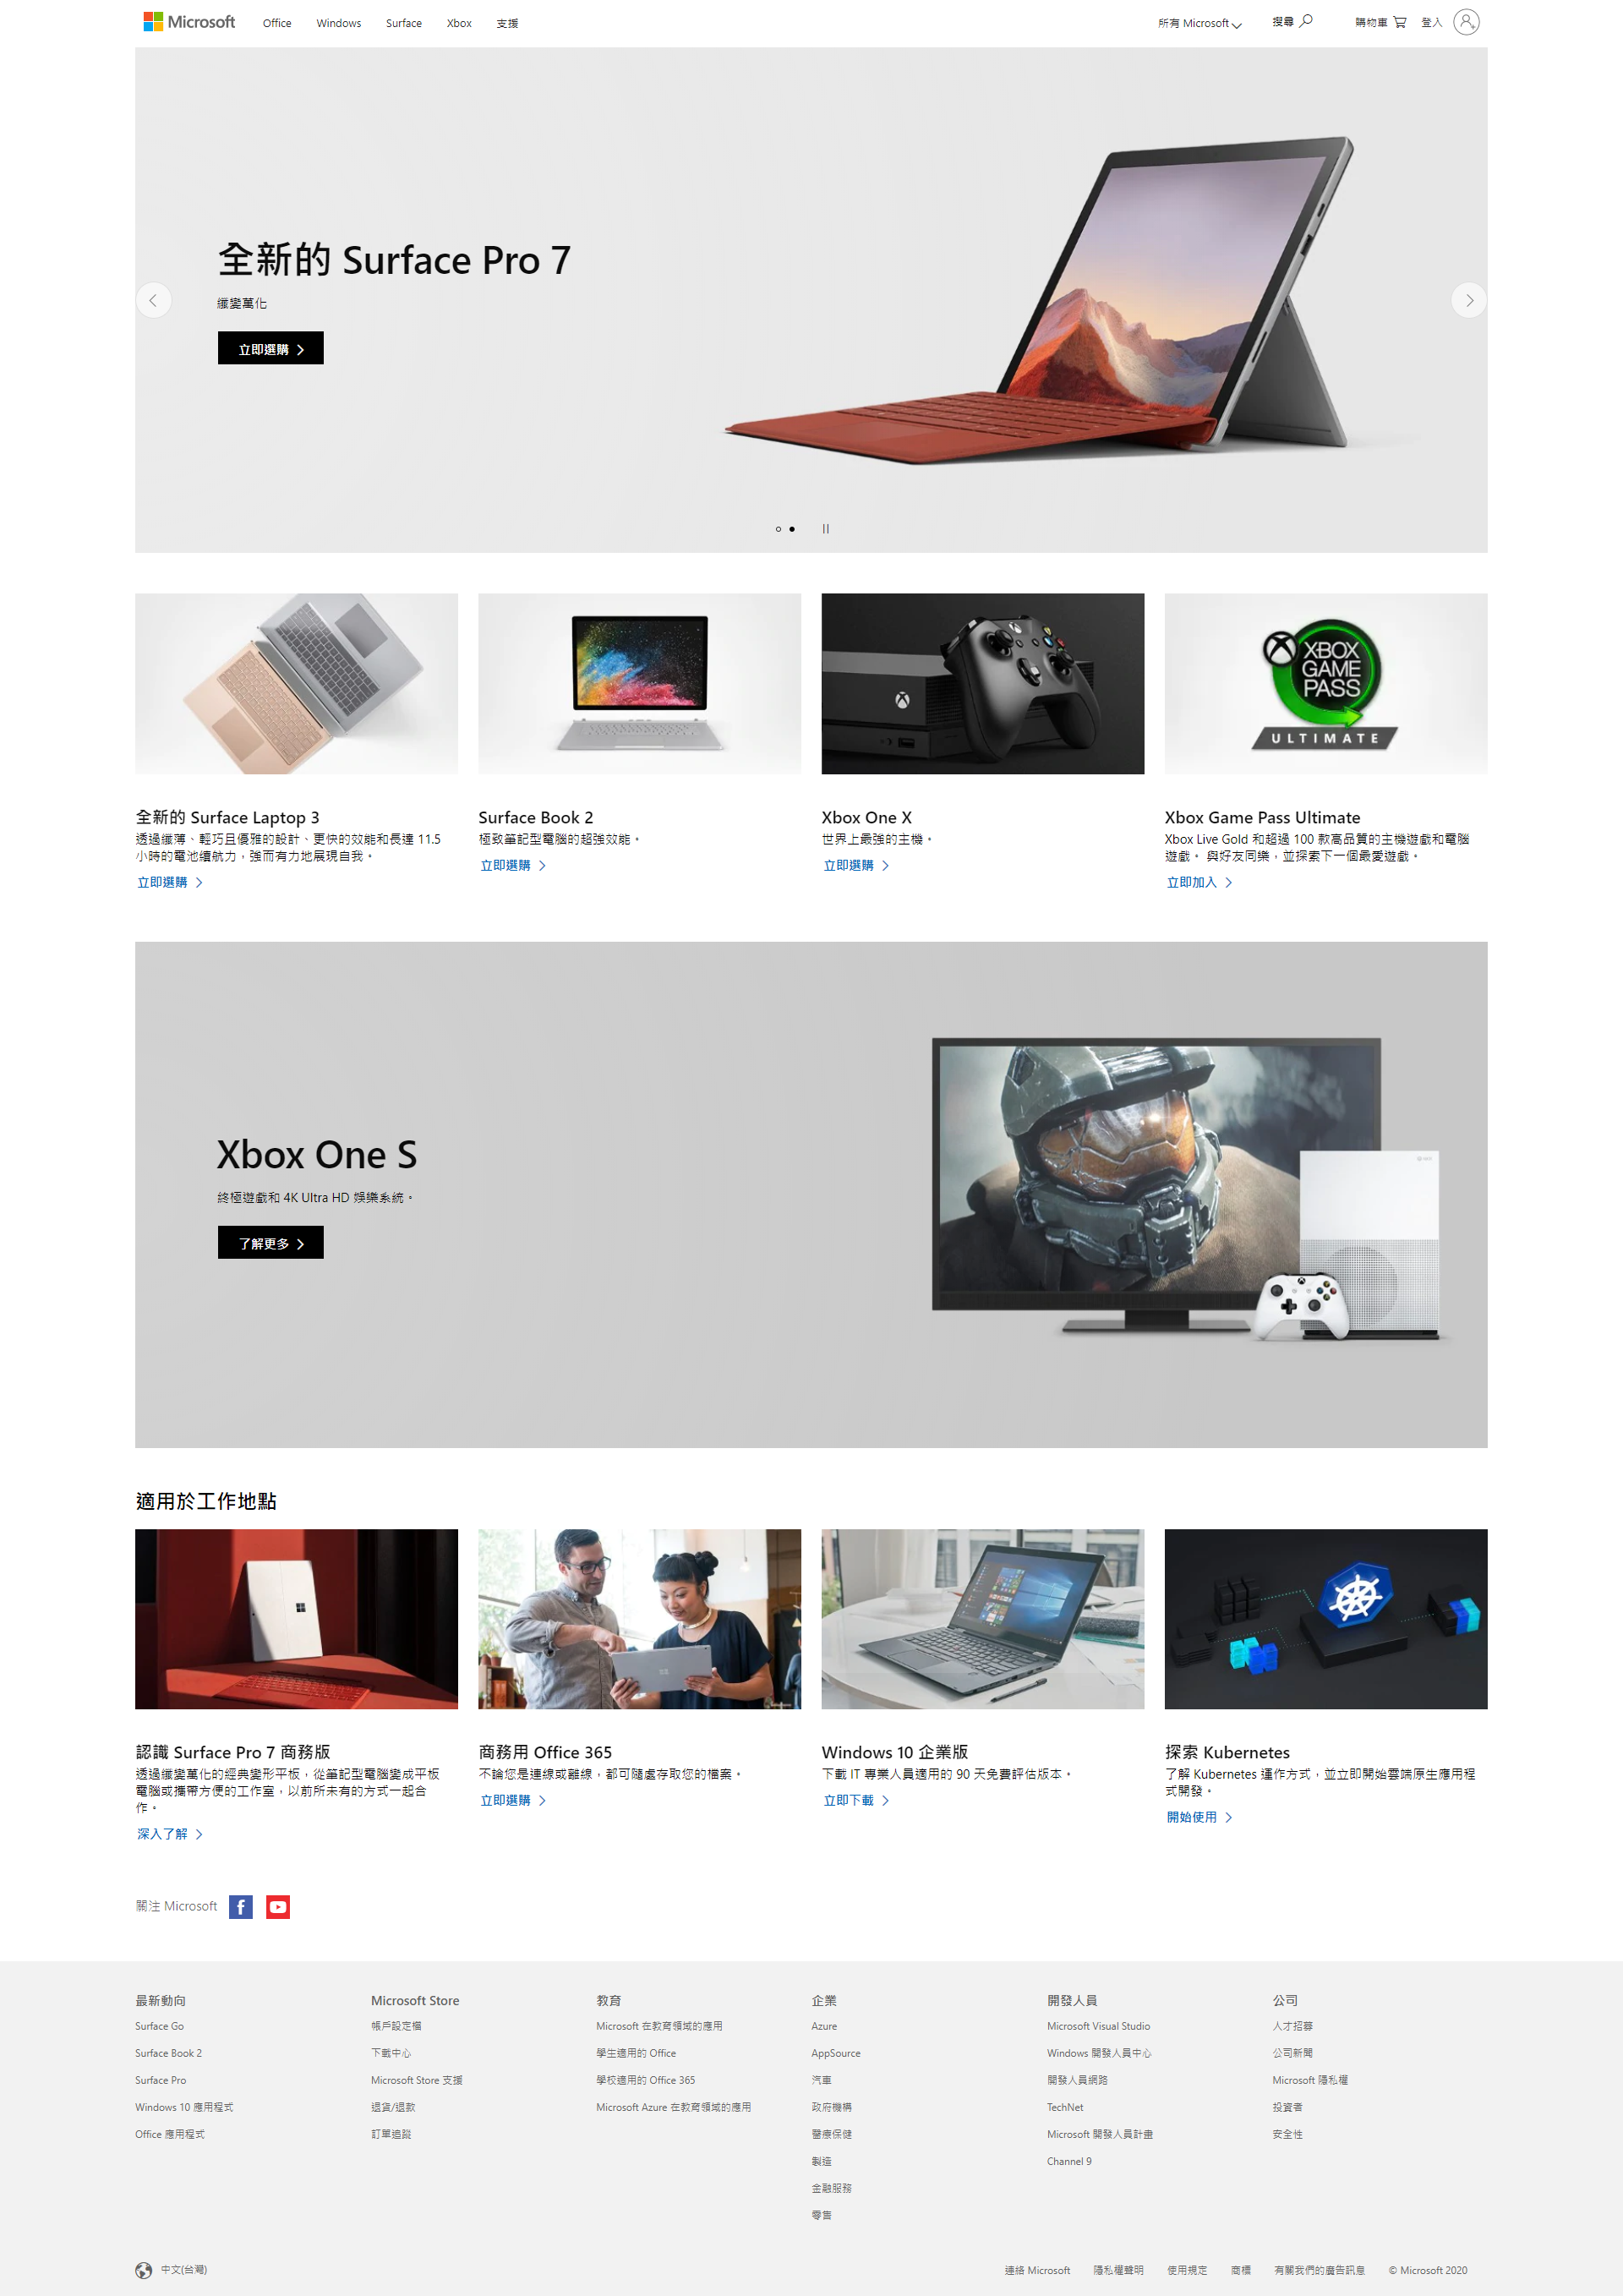 Microsoft
Office
Windows
Surface
Xbox
支援
所有 Microsoft
搜尋
購物車
登入
全新的 Surface Pro 7
纖變萬化
立即選購
XBOX
GAME
PASS
ULTIMATE
全新的 Surface Laptop 3
透過纖薄、輕巧且優雅的設計、更快的效能和長達 11.5
小時的電池續航力，強而有力地展現自我。
立即選購
Surface Book 2
極致筆記型電腦的超強效能。
立即選購
Xbox One X
世界上最強的主機。
立即選購
Xbox Game Pass Ultimate
Xbox Live Gold 和超過 100 款高品質的主機遊戲和電腦
遊戲。 與好友同樂，並探索下一個最愛遊戲。
立即加入
Xbox One S
終極遊戲和 4K Ultra HD 娛樂系統。
了解更多
適用於工作地點
認識 Surface Pro 7 商務版
透過纖變萬化的經典變形平板，從筆記型電腦變成平板
電腦或攜帶方便的工作室，以前所未有的方式一起合
作。
深入了解
商務用 Office 365
不論您是連線或離線，都可隨處存取您的檔案。
立即選購
Windows 10 企業版
下載 IT 專業人員適用的 90 天免費評估版本。
立即下載
探索 Kubernetes
了解 Kubernetes 運作方式，並立即開始雲端原生應用程
式開發。
開始使用
關注 Microsoft
最新動向
Surface Go
Surface Book 2
Surface Pro
Windows 10 應用程式
Office 應用程式
Microsoft Store
帳戶設定檔
下載中心
Microsoft Store 支援
退貨/退款
訂單追蹤
教育
Microsoft 在教育領域的應用
學生適用的 Office
學校適用的 Office 365
Microsoft Azure 在教育領域的應用
企業
Azure
AppSource
汽車
政府機構
醫療保健
製造
金融服務
零售
開發人員
Microsoft Visual Studio
Windows 開發人員中心
開發人員網路
TechNet
Microsoft 開發人員計畫
Channel 9
公司
人才招募
公司新聞
Microsoft 隱私權
投資者
安全性
中文(台灣)
連絡 Microsoft
隱私權聲明
使用規定
商標
有關我們的廣告訊息
© Microsoft 2020